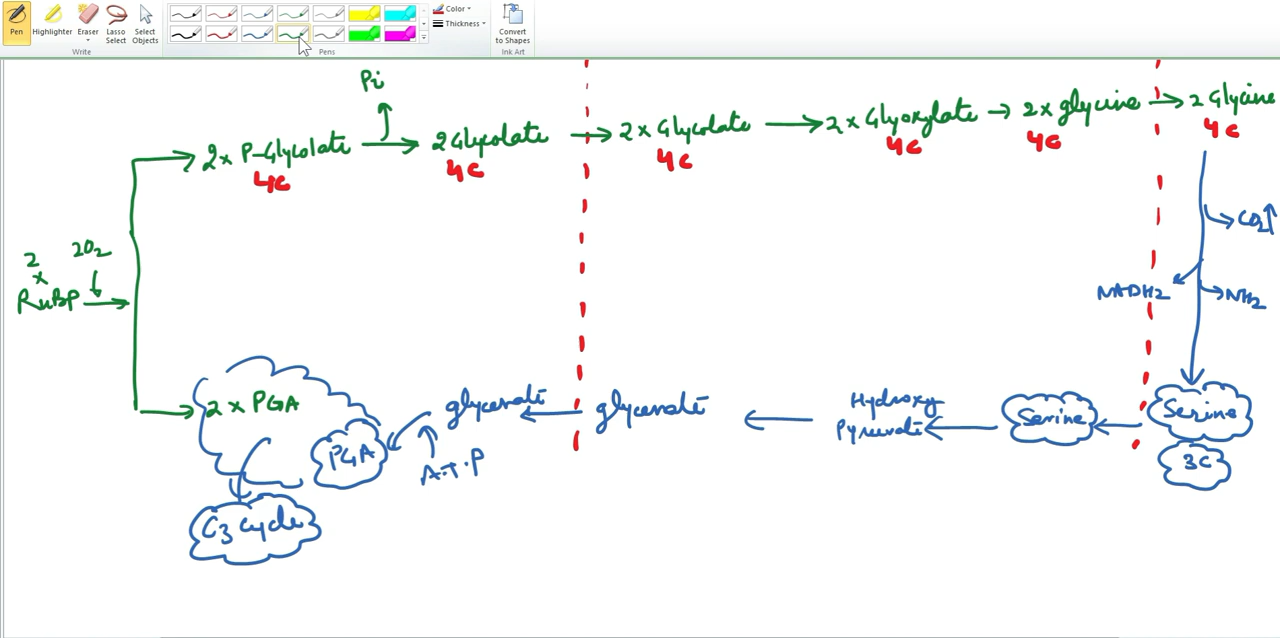 Pen
Highlighter
Eraser
Lasso Select
Select Objects
Write
Pens
Color
Thickness
Convert to Shapes
Ink Art
Pi
2 x P-Glycolate
4C
2 Glycolate
4C
2 x Glycolate
4C
2 x Glyoxylate
4C
2 x glycine
4C
2 Glycine
4C
CO2
NADH2
NH2
2
x
RuBP
2O2
2 x PGA
PGA
glycerate
A.T.P
glycerate
Hydroxy
Pyruvate
Serine
Serine
3C
C3 cycle